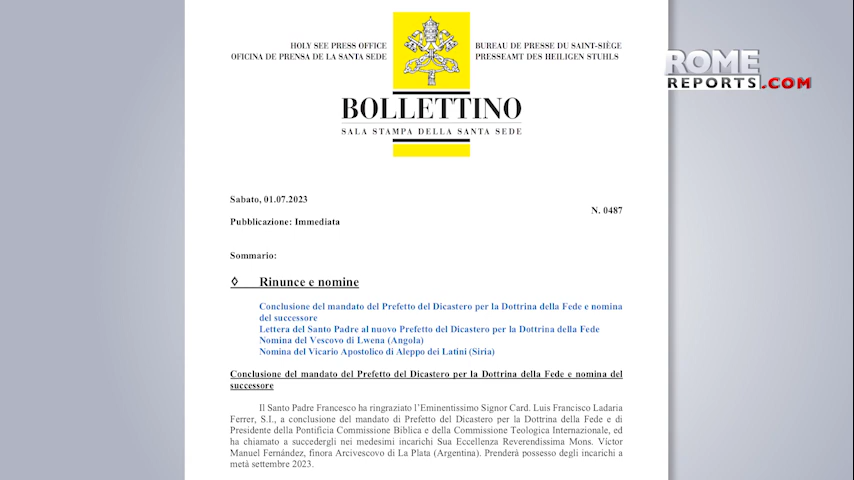 HOLY SEE PRESS OFFICE
OFICINA DE PRENSA DE LA SANTA SEDE
BUREAU DE PRESSE DU SAINT-SIÈGE
PRESSEAMT DES HEILIGEN STUHLS
ROME
REPORTS.COM
BOLLETTINO
SALA STAMPA DELLA SANTA SEDE
Sabato, 01.07.2023
N. 0487
Pubblicazione: Immediata
Sommario:
◊ Rinunce e nomine
Conclusione del mandato del Prefetto del Dicastero per la Dottrina della Fede e nomina
del successore
Lettera del Santo Padre al nuovo Prefetto del Dicastero per la Dottrina della Fede
Nomina del Vescovo di Lwena (Angola)
Nomina del Vicario Apostolico di Aleppo dei Latini (Siria)
Conclusione del mandato del Prefetto del Dicastero per la Dottrina della Fede e nomina del
successore
Il Santo Padre Francesco ha ringraziato l'Eminentissimo Signor Card. Luis Francisco Ladaria
Ferrer, S.I., a conclusione del mandato di Prefetto del Dicastero per la Dottrina della Fede e di
Presidente della Pontificia Commissione Biblica e della Commissione Teologica Internazionale, ed
ha chiamato a succedergli nei medesimi incarichi Sua Eccellenza Reverendissima Mons. Víctor
Manuel Fernández, finora Arcivescovo di La Plata (Argentina). Prenderà possesso degli incarichi a
metà settembre 2023.